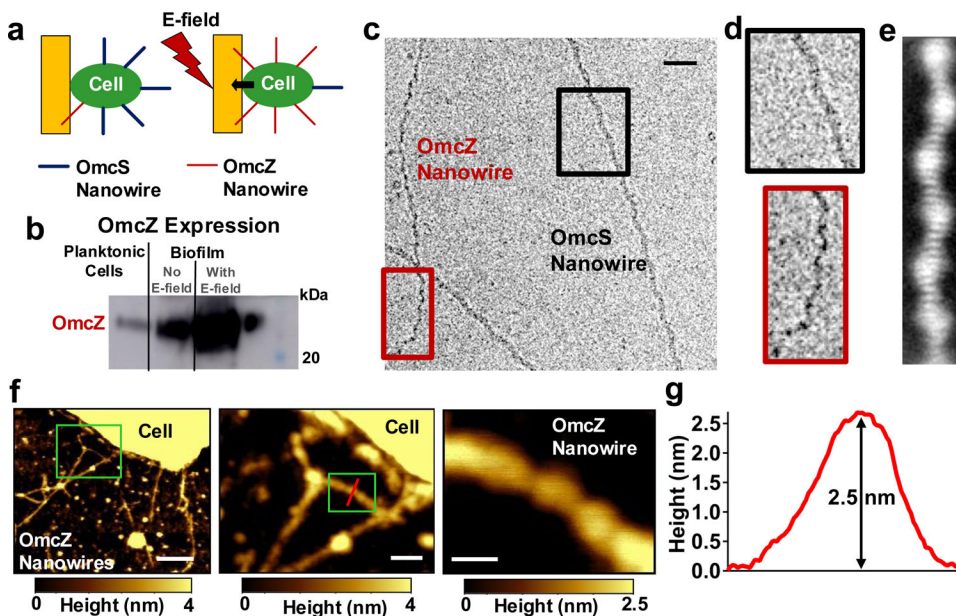 a
E-field
Cell
Cell
OmcS
Nanowire
OmcZ
Nanowire
b
OmcZ Expression
Planktonic
Cells
Biofilm
No
E-field
With
E-field
kDa
OmcZ
20
c
OmcZ
Nanowire
OmcS
Nanowire
d
e
f
Cell
OmcZ
Nanowires
0 Height (nm) 4
Cell
0 Height (nm) 4
OmcZ
Nanowire
0 Height (nm) 2.5
g
Height (nm)
2.5
2.0
1.5
1.0
0.5
0.0
2.5 nm